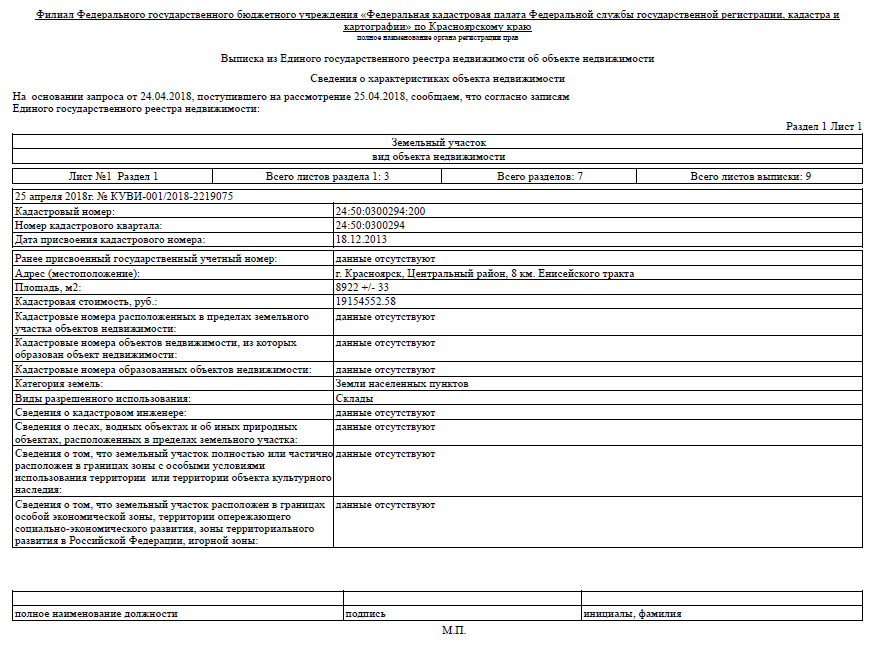 Филиал Федерального государственного бюджетного учреждения «Федеральная кадастровая палата Федеральной службы государственной регистрации, кадастра и
картографии» по Красноярскому краю
полное наименование органа регистрации прав
Выписка из Единого государственного реестра недвижимости об объекте недвижимости
Сведения о характеристиках объекта недвижимости
На основании запроса от 24.04.2018, поступившего на рассмотрение 25.04.2018, сообщаем, что согласно записям
Единого государственного реестра недвижимости:
Раздел 1 Лист 1
Земельный участок
вид объекта недвижимости
Лист №1 Раздел 1 Всего листов раздела 1: 3 Всего разделов: 7 Всего листов выписки: 9
25 апреля 2018г. № КУВИ-001/2018-2219075
Кадастровый номер: 24:50:0300294:200
Номер кадастрового квартала: 24:50:0300294
Дата присвоения кадастрового номера: 18.12.2013
Ранее присвоенный государственный учетный номер: данные отсутствуют
Адрес (местоположение): г. Красноярск, Центральный район, 8 км. Енисейского тракта
Площадь, м2: 8922 +/- 33
Кадастровая стоимость, руб.: 19154552.58
Кадастровые номера расположенных в пределах земельного данные отсутствуют
участка объектов недвижимости:
Кадастровые номера объектов недвижимости, из которых данные отсутствуют
образован объект недвижимости:
Кадастровые номера образованных объектов недвижимости: данные отсутствуют
Категория земель: Земли населенных пунктов
Виды разрешенного использования: Склады
Сведения о кадастровом инженере: данные отсутствуют
Сведения о лесах, водных объектах и об иных природных данные отсутствуют
объектах, расположенных в пределах земельного участка:
Сведения о том, что земельный участок полностью или частично данные отсутствуют
расположен в границах зоны с особыми условиями
использования территории или территории объекта культурного
наследия:
Сведения о том, что земельный участок расположен в границах данные отсутствуют
особой экономической зоны, территории опережающего
социально-экономического развития, зоны территориального
развития в Российской Федерации, игорной зоны:
полное наименование должности подпись инициалы, фамилия
М.П.